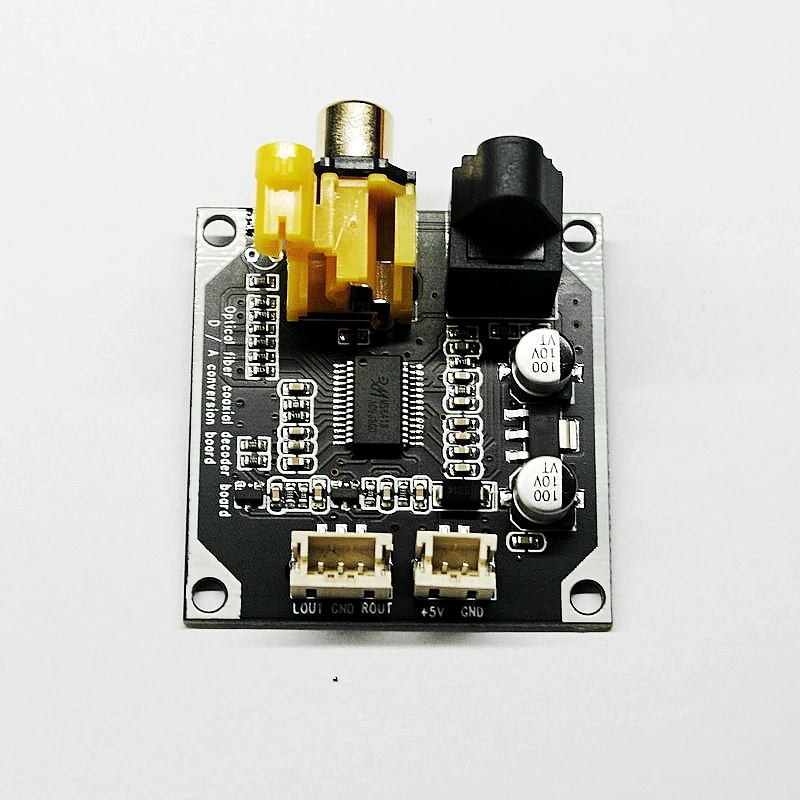 Optical fiber coaxial decoder board
D / A conversion board
100
10V
VT
100
10V
VT
LOUT GND ROUT
+5V GND